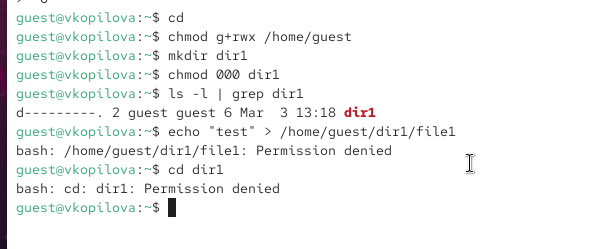 guest@vkopilova:~$ cd
guest@vkopilova:~$ chmod g+rwx /home/guest
guest@vkopilova:~$ mkdir dir1
guest@vkopilova:~$ chmod 000 dir1
guest@vkopilova:~$ ls -l | grep dir1
d---------. 2 guest guest 6 Mar  3 13:18 dir1
guest@vkopilova:~$ echo "test" > /home/guest/dir1/file1
bash: /home/guest/dir1/file1: Permission denied
guest@vkopilova:~$ cd dir1
bash: cd: dir1: Permission denied
guest@vkopilova:~$